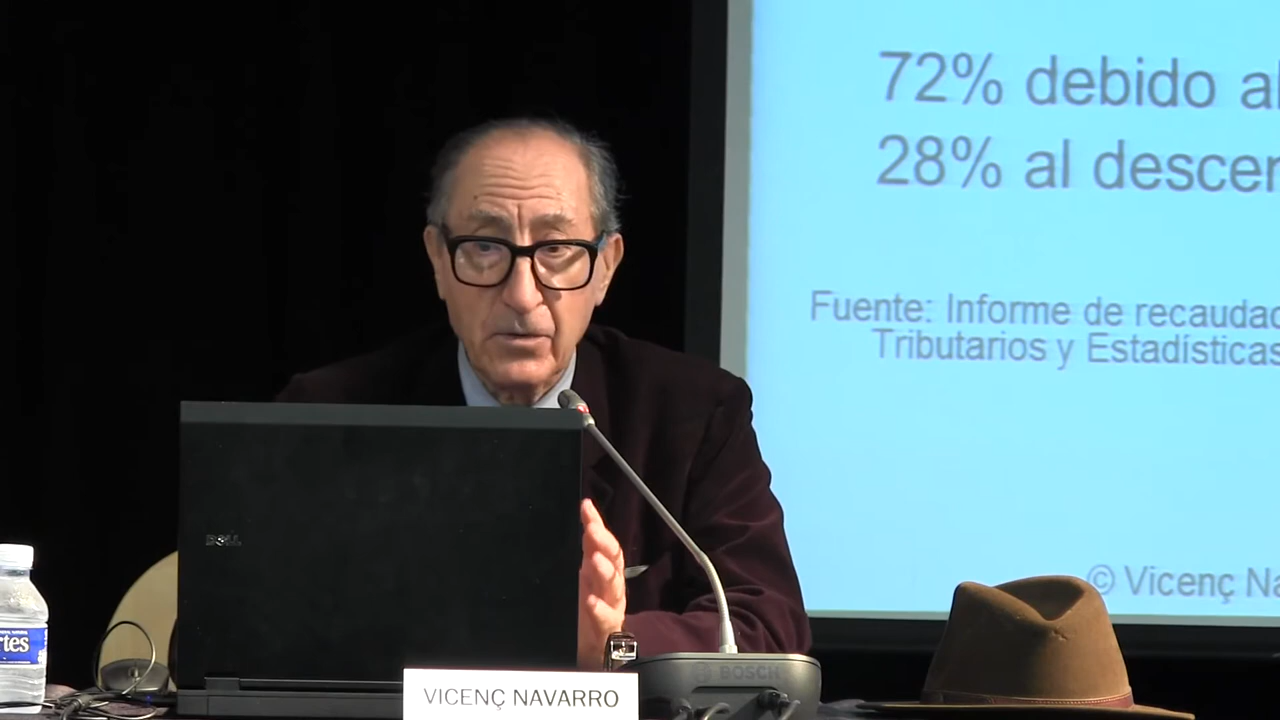 72% debido al
28% al descen
Fuente: Informe de recaudac
Tributarios y Estadísticas
© Vicenç Na
DELL
rtes
BOSCH
VICENÇ NAVARRO